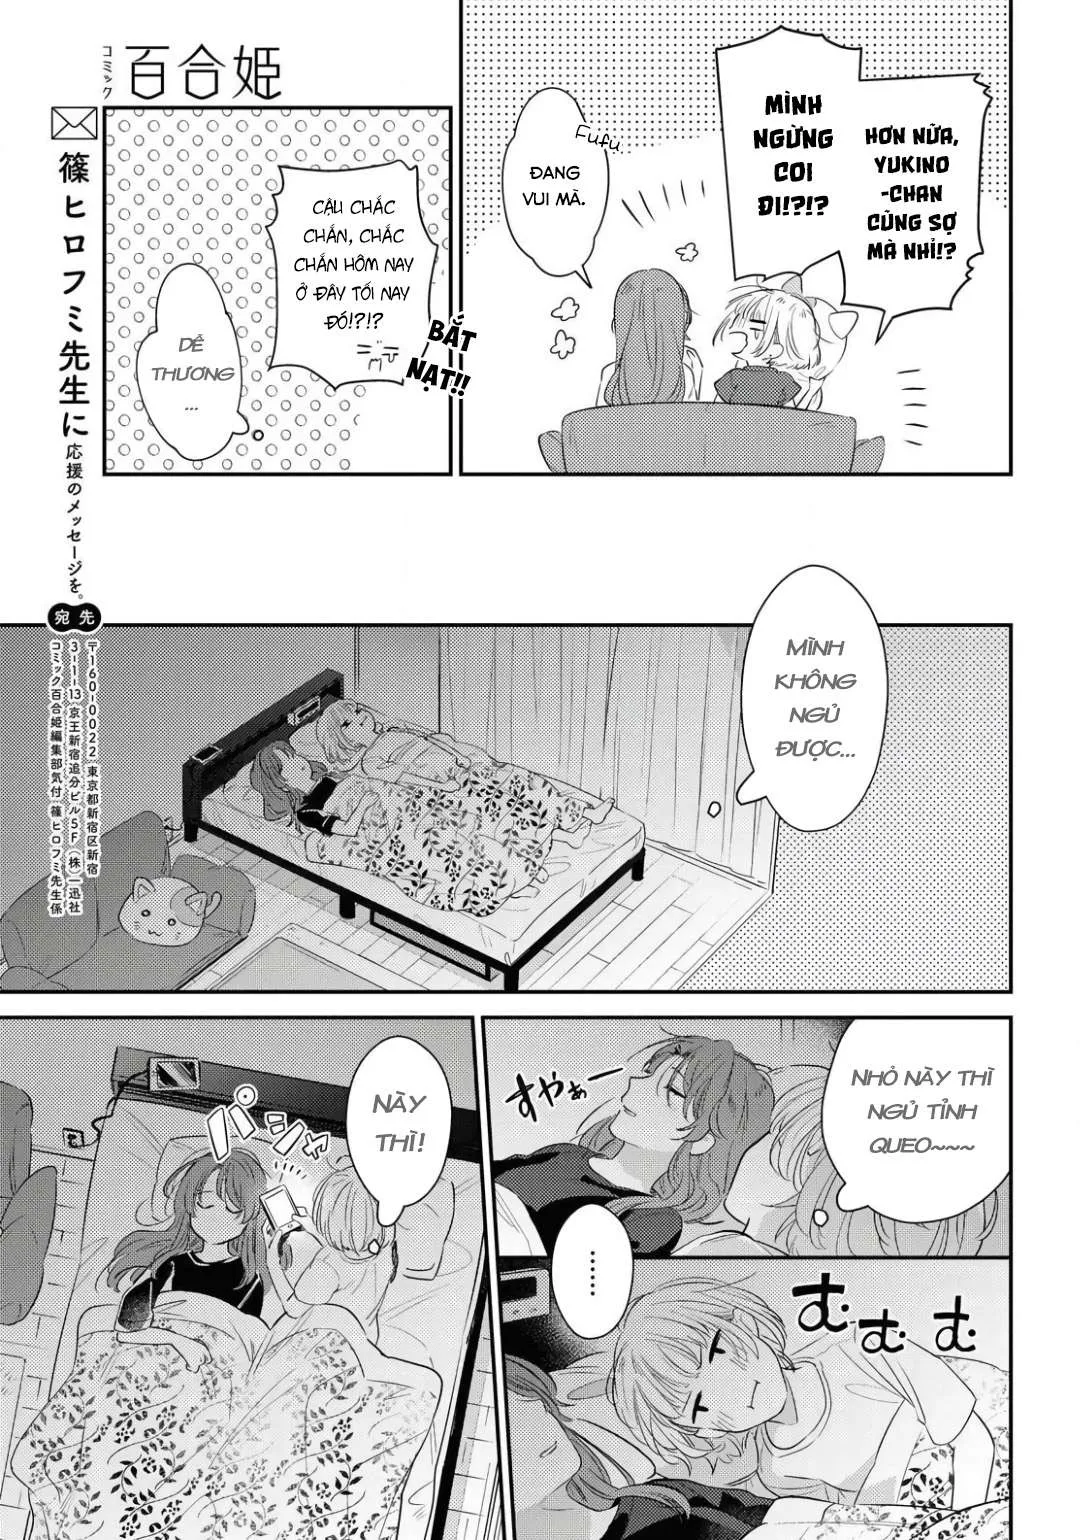 MÌNH
NGỪNG
COI
ĐI!?!?
HƠN NỮA,
YUKINO
-CHAN
CŨNG SỢ
MÀ NHỈ!?
Fufu
ĐANG
VUI MÀ.
CẬU CHẮC
CHẮN, CHẮC
CHẮN HÔM NAY
Ở ĐÂY TỐI NAY
ĐÓ!?!?
BẮT
NẠT!!
DỄ
THƯƠNG
...
コミック
百合姫
篠ヒロフミ先生に
応援のメッセージを。
宛先
〒160-0022 東京都新宿区新宿
3-1-13 京王新宿追分ビル5F (株)一迅社
コミック百合姫編集部気付 篠ヒロフミ先生係
MÌNH
KHÔNG
NGỦ
ĐƯỢC...
NHỎ NÀY THÌ
NGỦ TỈNH
QUEO~~~
すやぁー
NÀY
THÌ!
パシャ
......
む む む